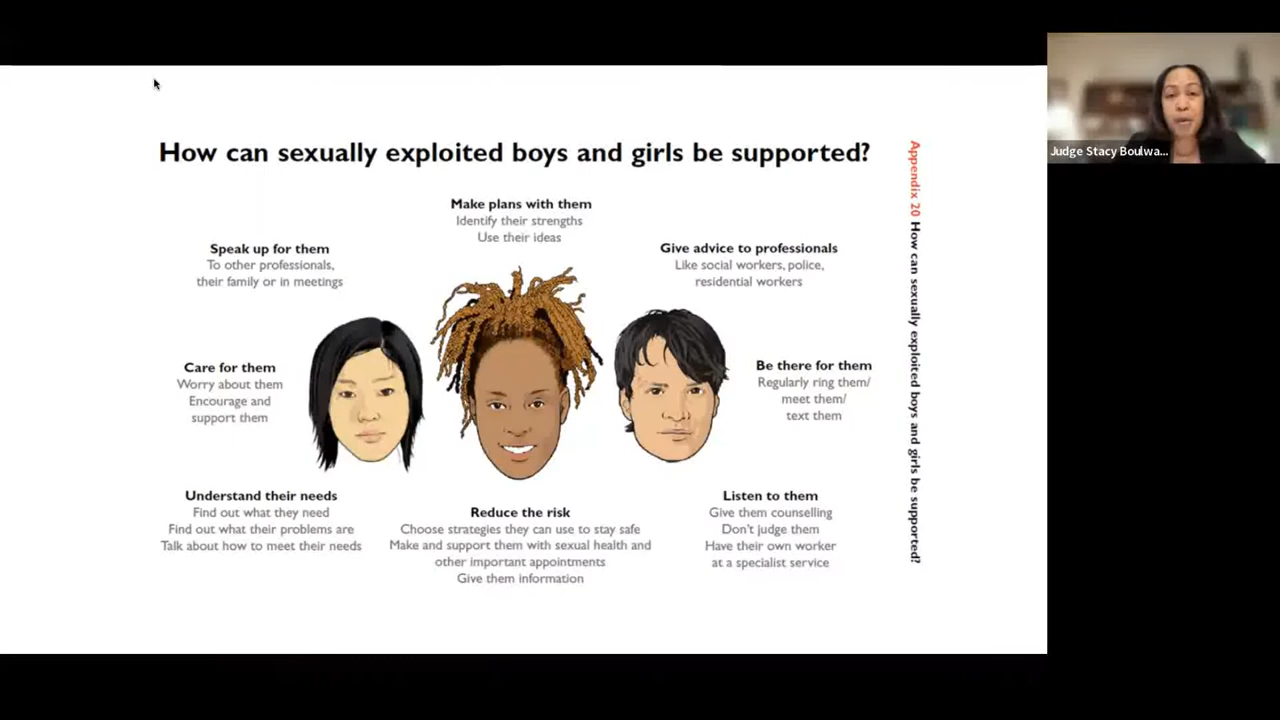 How can sexually exploited boys and girls be supported?
Make plans with them
Identify their strengths
Use their ideas
Speak up for them
To other professionals,
their family or in meetings
Give advice to professionals
Like social workers, police,
residential workers
Care for them
Worry about them
Encourage and
support them
Be there for them
Regularly ring them/
meet them/
text them
Understand their needs
Find out what they need
Find out what their problems are
Talk about how to meet their needs
Reduce the risk
Choose strategies they can use to stay safe
Make and support them with sexual health and
other important appointments
Give them information
Listen to them
Give them counselling
Don't judge them
Have their own worker
at a specialist service
Appendix 20 How can sexually exploited boys and girls be supported?
Judge Stacy Boulwa...